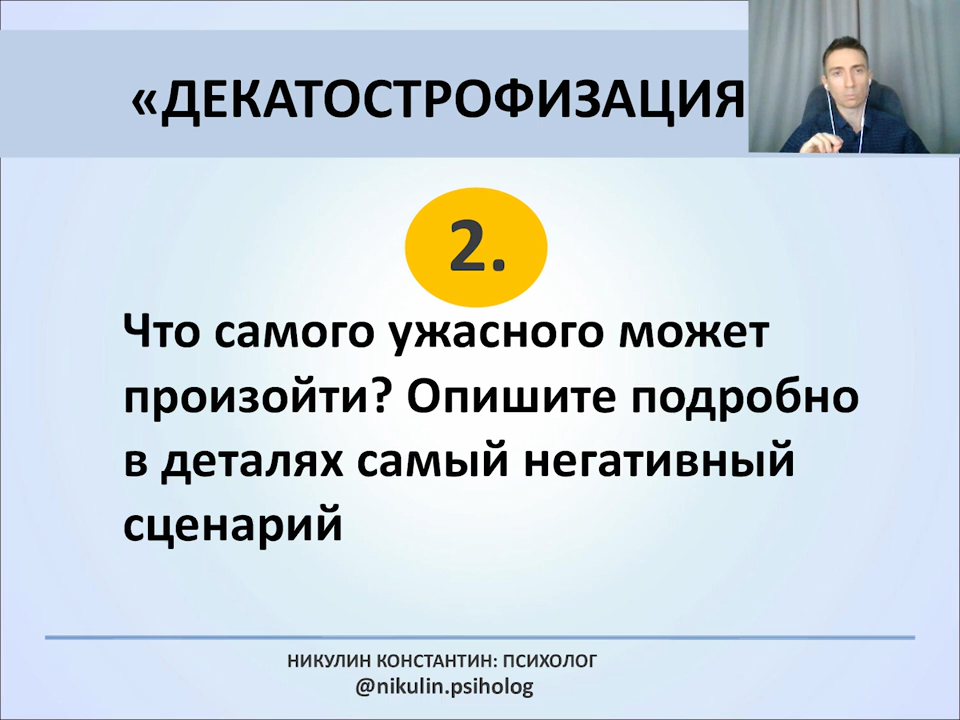 «ДЕКАТОСТРОФИЗАЦИЯ
2.
Что самого ужасного может
произойти? Опишите подробно
в деталях самый негативный
сценарий
НИКУЛИН КОНСТАНТИН: ПСИХОЛОГ
@nikulin.psiholog